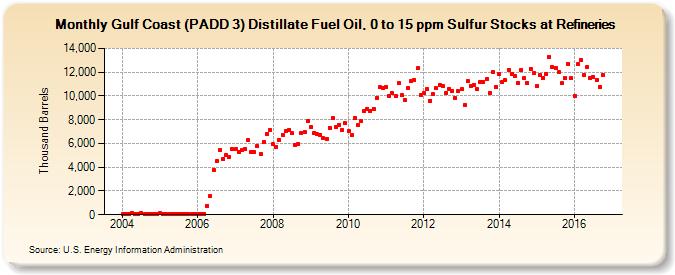 Monthly Gulf Coast (PADD 3) Distillate Fuel Oil, 0 to 15 ppm Sulfur Stocks at Refineries
Thousand Barrels
14,000
12,000
10,000
8,000
6,000
4,000
2,000
0
2004 2006 2008 2010 2012 2014 2016
Source: U.S. Energy Information Administration